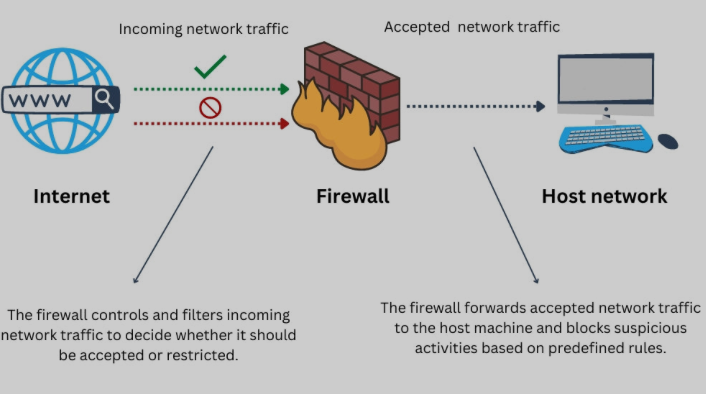 Incoming network traffic
Accepted network traffic
WWW
Internet
Firewall
Host network
The firewall controls and filters incoming
network traffic to decide whether it should
be accepted or restricted.
The firewall forwards accepted network traffic
to the host machine and blocks suspicious
activities based on predefined rules.